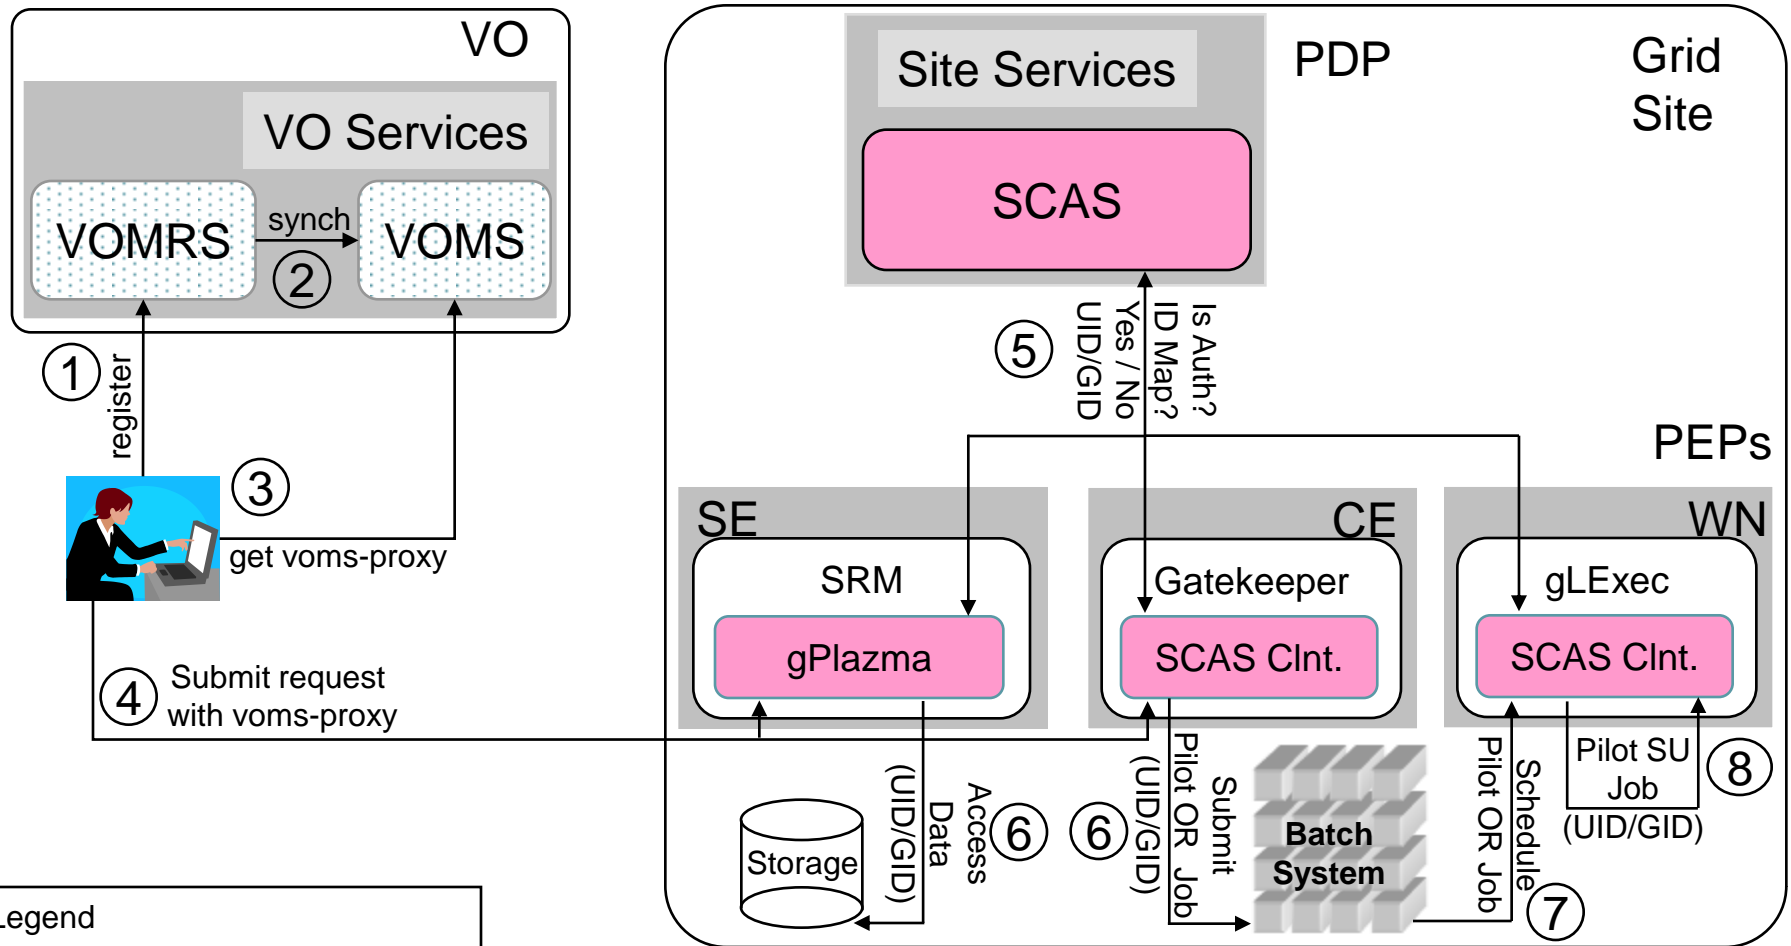 VO
VO Services
VOMRS
synch
VOMS
2
1
register
3
get voms-proxy
4
Submit request
with voms-proxy
Legend
Site Services
PDP
Grid
Site
SCAS
5
Is Auth?
ID Map?
Yes / No
UID/GID
PEPs
SE
SRM
gPlazma
CE
Gatekeeper
SCAS Clnt.
WN
gLExec
SCAS Clnt.
Storage
Access
Data
(UID/GID)
6
6
Submit
Pilot OR Job
(UID/GID)
Batch
System
Schedule
Pilot OR Job
7
Pilot SU
Job
(UID/GID)
8